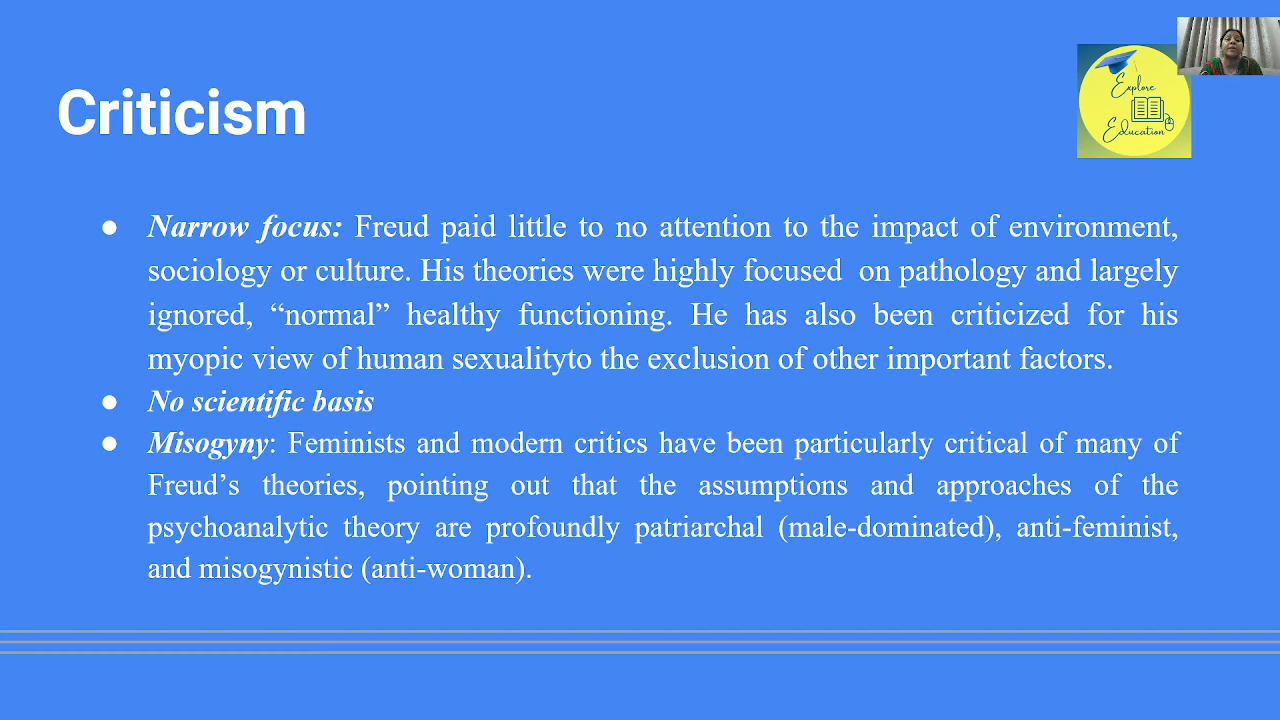 Criticism
Explore
Education
● Narrow focus: Freud paid little to no attention to the impact of environment,
sociology or culture. His theories were highly focused  on pathology and largely
ignored, “normal” healthy functioning. He has also been criticized for his
myopic view of human sexualityto the exclusion of other important factors.
● No scientific basis
● Misogyny: Feminists and modern critics have been particularly critical of many of
Freud’s theories, pointing out that the assumptions and approaches of the
psychoanalytic theory are profoundly patriarchal (male-dominated), anti-feminist,
and misogynistic (anti-woman).